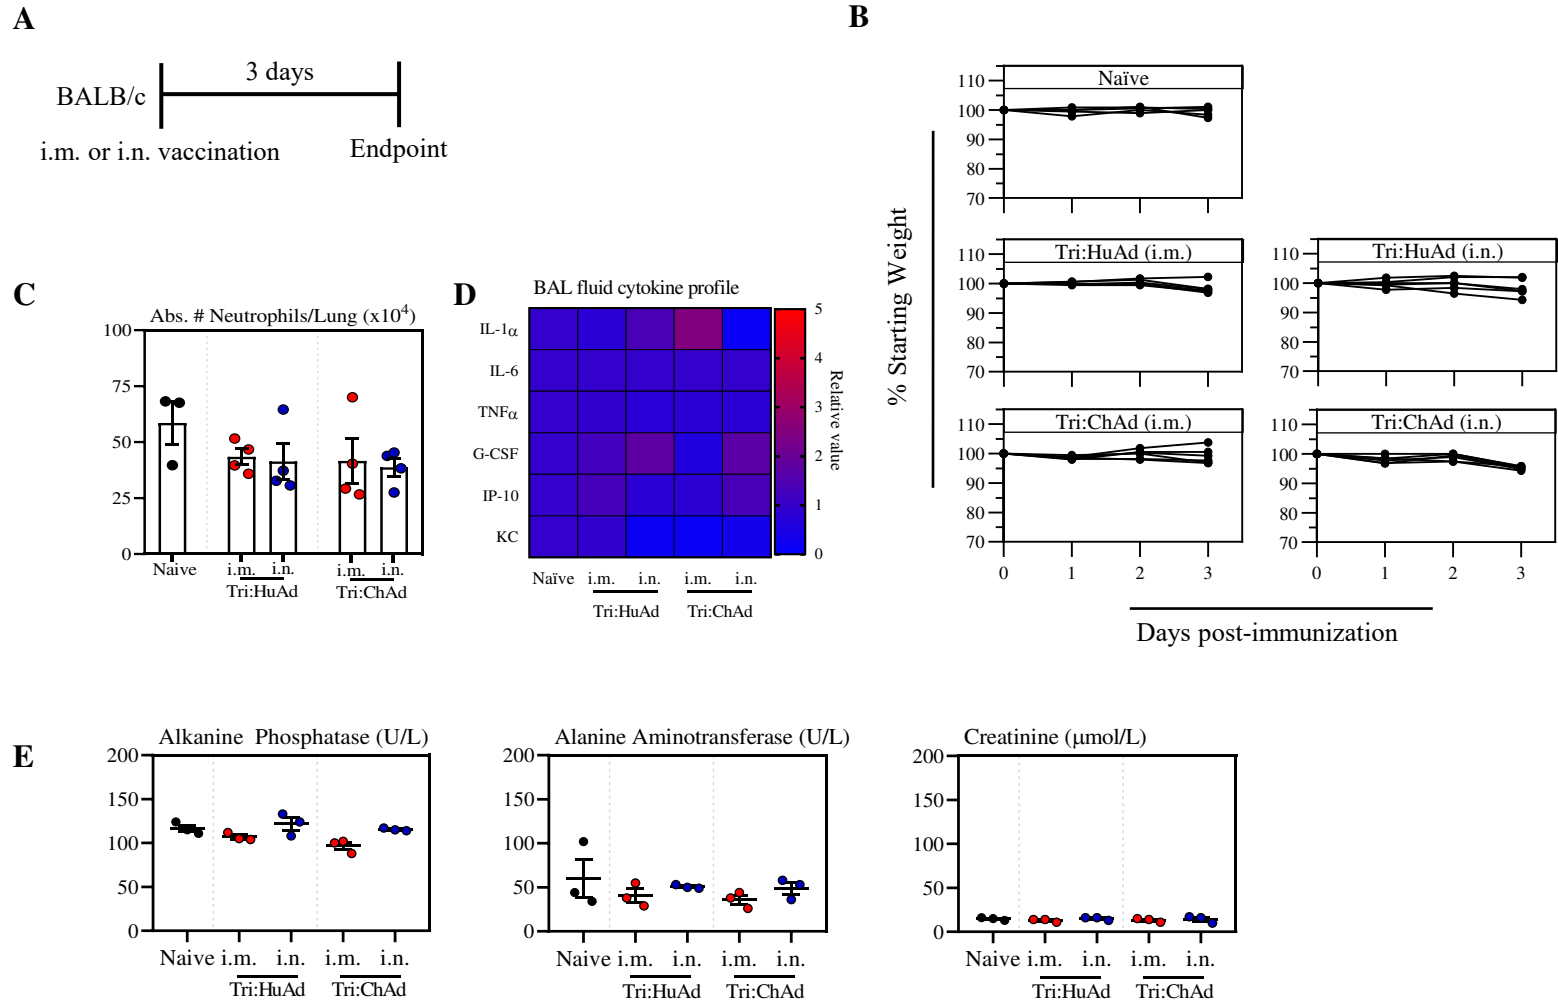 A
3 days
BALB/c
i.m. or i.n. vaccination
Endpoint
B
% Starting Weight
Naïve
110
100
90
80
70
Tri:HuAd (i.m.)
110
100
90
80
70
Tri:HuAd (i.n.)
110
100
90
80
70
Tri:ChAd (i.m.)
110
100
90
80
70
0 1 2 3
Tri:ChAd (i.n.)
110
100
90
80
70
0 1 2 3
Days post-immunization
C
Abs. # Neutrophils/Lung (x10⁴)
100
75
50
25
0
Naive i.m. i.n. i.m. i.n.
Tri:HuAd Tri:ChAd
D
BAL fluid cytokine profile
IL-1α
IL-6
TNFα
G-CSF
IP-10
KC
Naïve i.m. i.n. i.m. i.n.
Tri:HuAd Tri:ChAd
5
4
3
2
1
0
Relative value
E
Alkanine Phosphatase (U/L)
200
150
100
50
0
Naive i.m. i.n. i.m. i.n.
Tri:HuAd Tri:ChAd
Alanine Aminotransferase (U/L)
200
150
100
50
0
Naive i.m. i.n. i.m. i.n.
Tri:HuAd Tri:ChAd
Creatinine (µmol/L)
200
150
100
50
0
Naive i.m. i.n. i.m. i.n.
Tri:HuAd Tri:ChAd